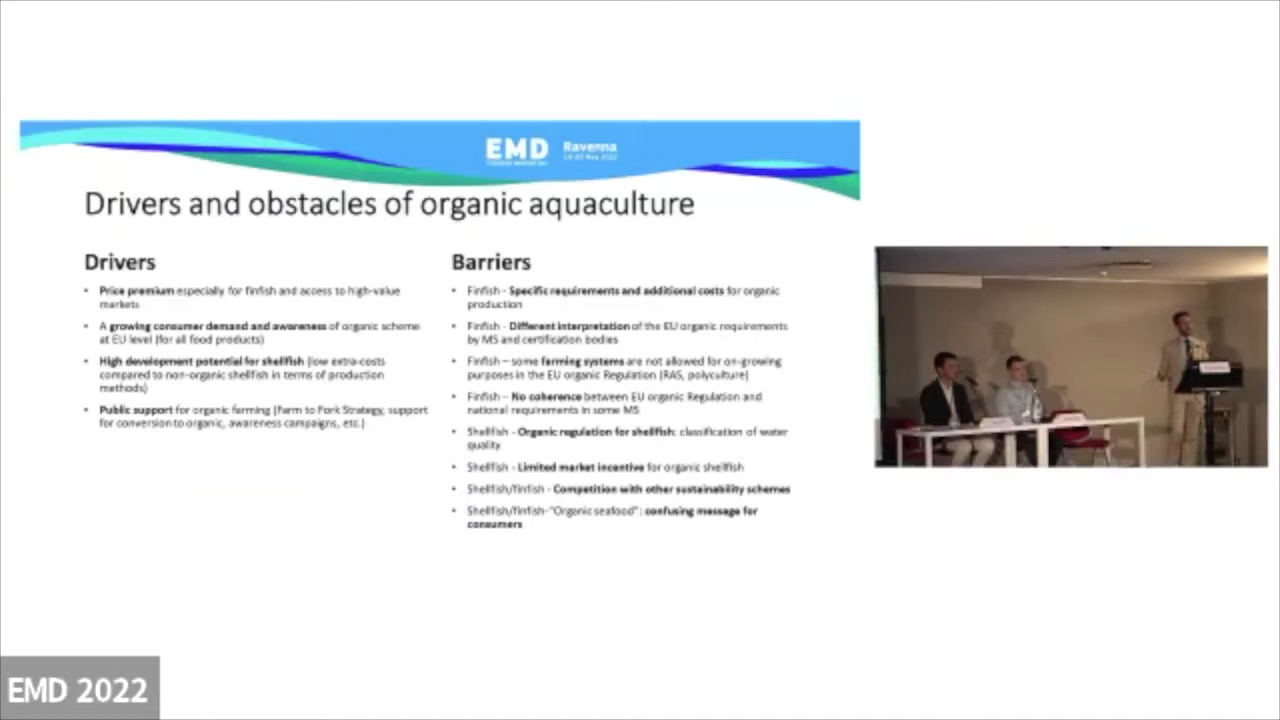 EMD
Ravenna
19-20 May 2022
Drivers and obstacles of organic aquaculture
Drivers
• Price premium especially for finfish and access to high-value
markets
• A growing consumer demand and awareness of organic scheme
at EU level (for all food products)
• High development potential for shellfish (low extra-costs
compared to non-organic shellfish in terms of production
methods)
• Public support for organic farming (Farm to Fork Strategy, support
for conversion to organic, awareness campaigns, etc.)
Barriers
• Finfish - Specific requirements and additional costs for organic
production
• Finfish - Different interpretation of the EU organic requirements
by MS and certification bodies
• Finfish – some farming systems are not allowed for on-growing
purposes in the EU organic Regulation (RAS, polyculture)
• Finfish – No coherence between EU organic Regulation and
national requirements in some MS
• Shellfish - Organic regulation for shellfish: classification of water
quality
• Shellfish - Limited market incentive for organic shellfish
• Shellfish/finfish - Competition with other sustainability schemes
• Shellfish/finfish-"Organic seafood": confusing message for
consumers
EMD 2022